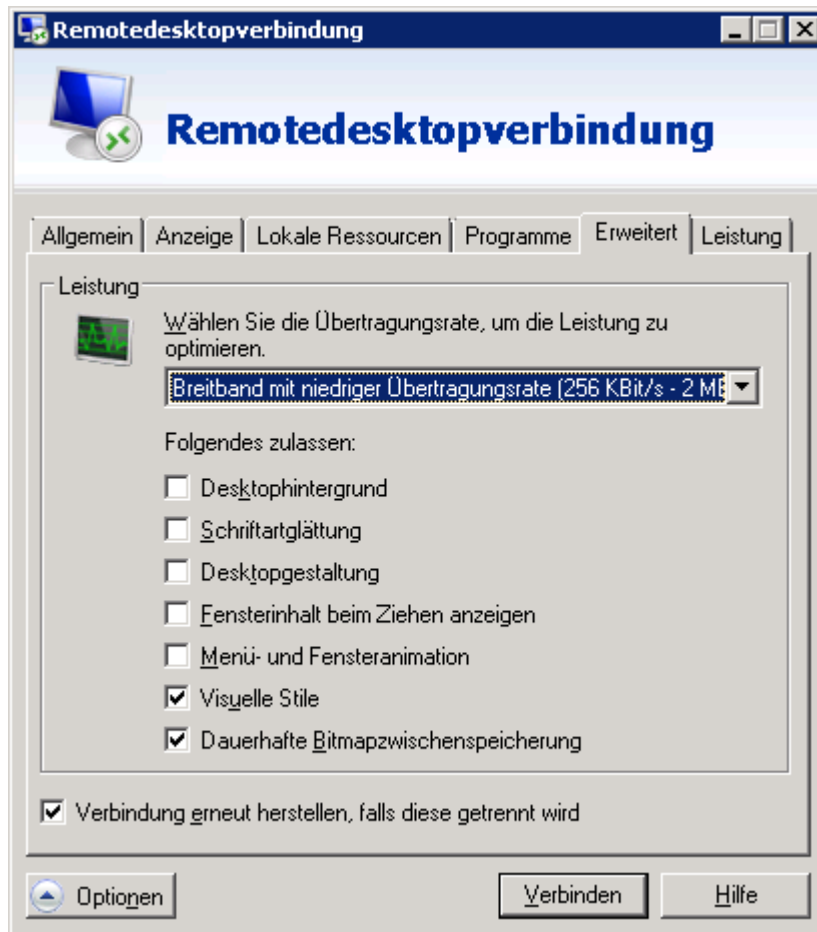 Remotedesktopverbindung
Remotedesktopverbindung
Allgemein Anzeige Lokale Ressourcen Programme Erweitert Leistung
Leistung
Wählen Sie die Übertragungsrate, um die Leistung zu
optimieren.
Breitband mit niedriger Übertragungsrate (256 KBit/s - 2 
Folgendes zulassen:
Desktophintergrund
Schriftartglättung
Desktopgestaltung
Fensterinhalt beim Ziehen anzeigen
Menü- und Fensteranimation
Visuelle Stile
Dauerhafte Bitmapzwischenspeicherung
Verbindung erneut herstellen, falls diese getrennt wird
Optionen Verbinden Hilfe